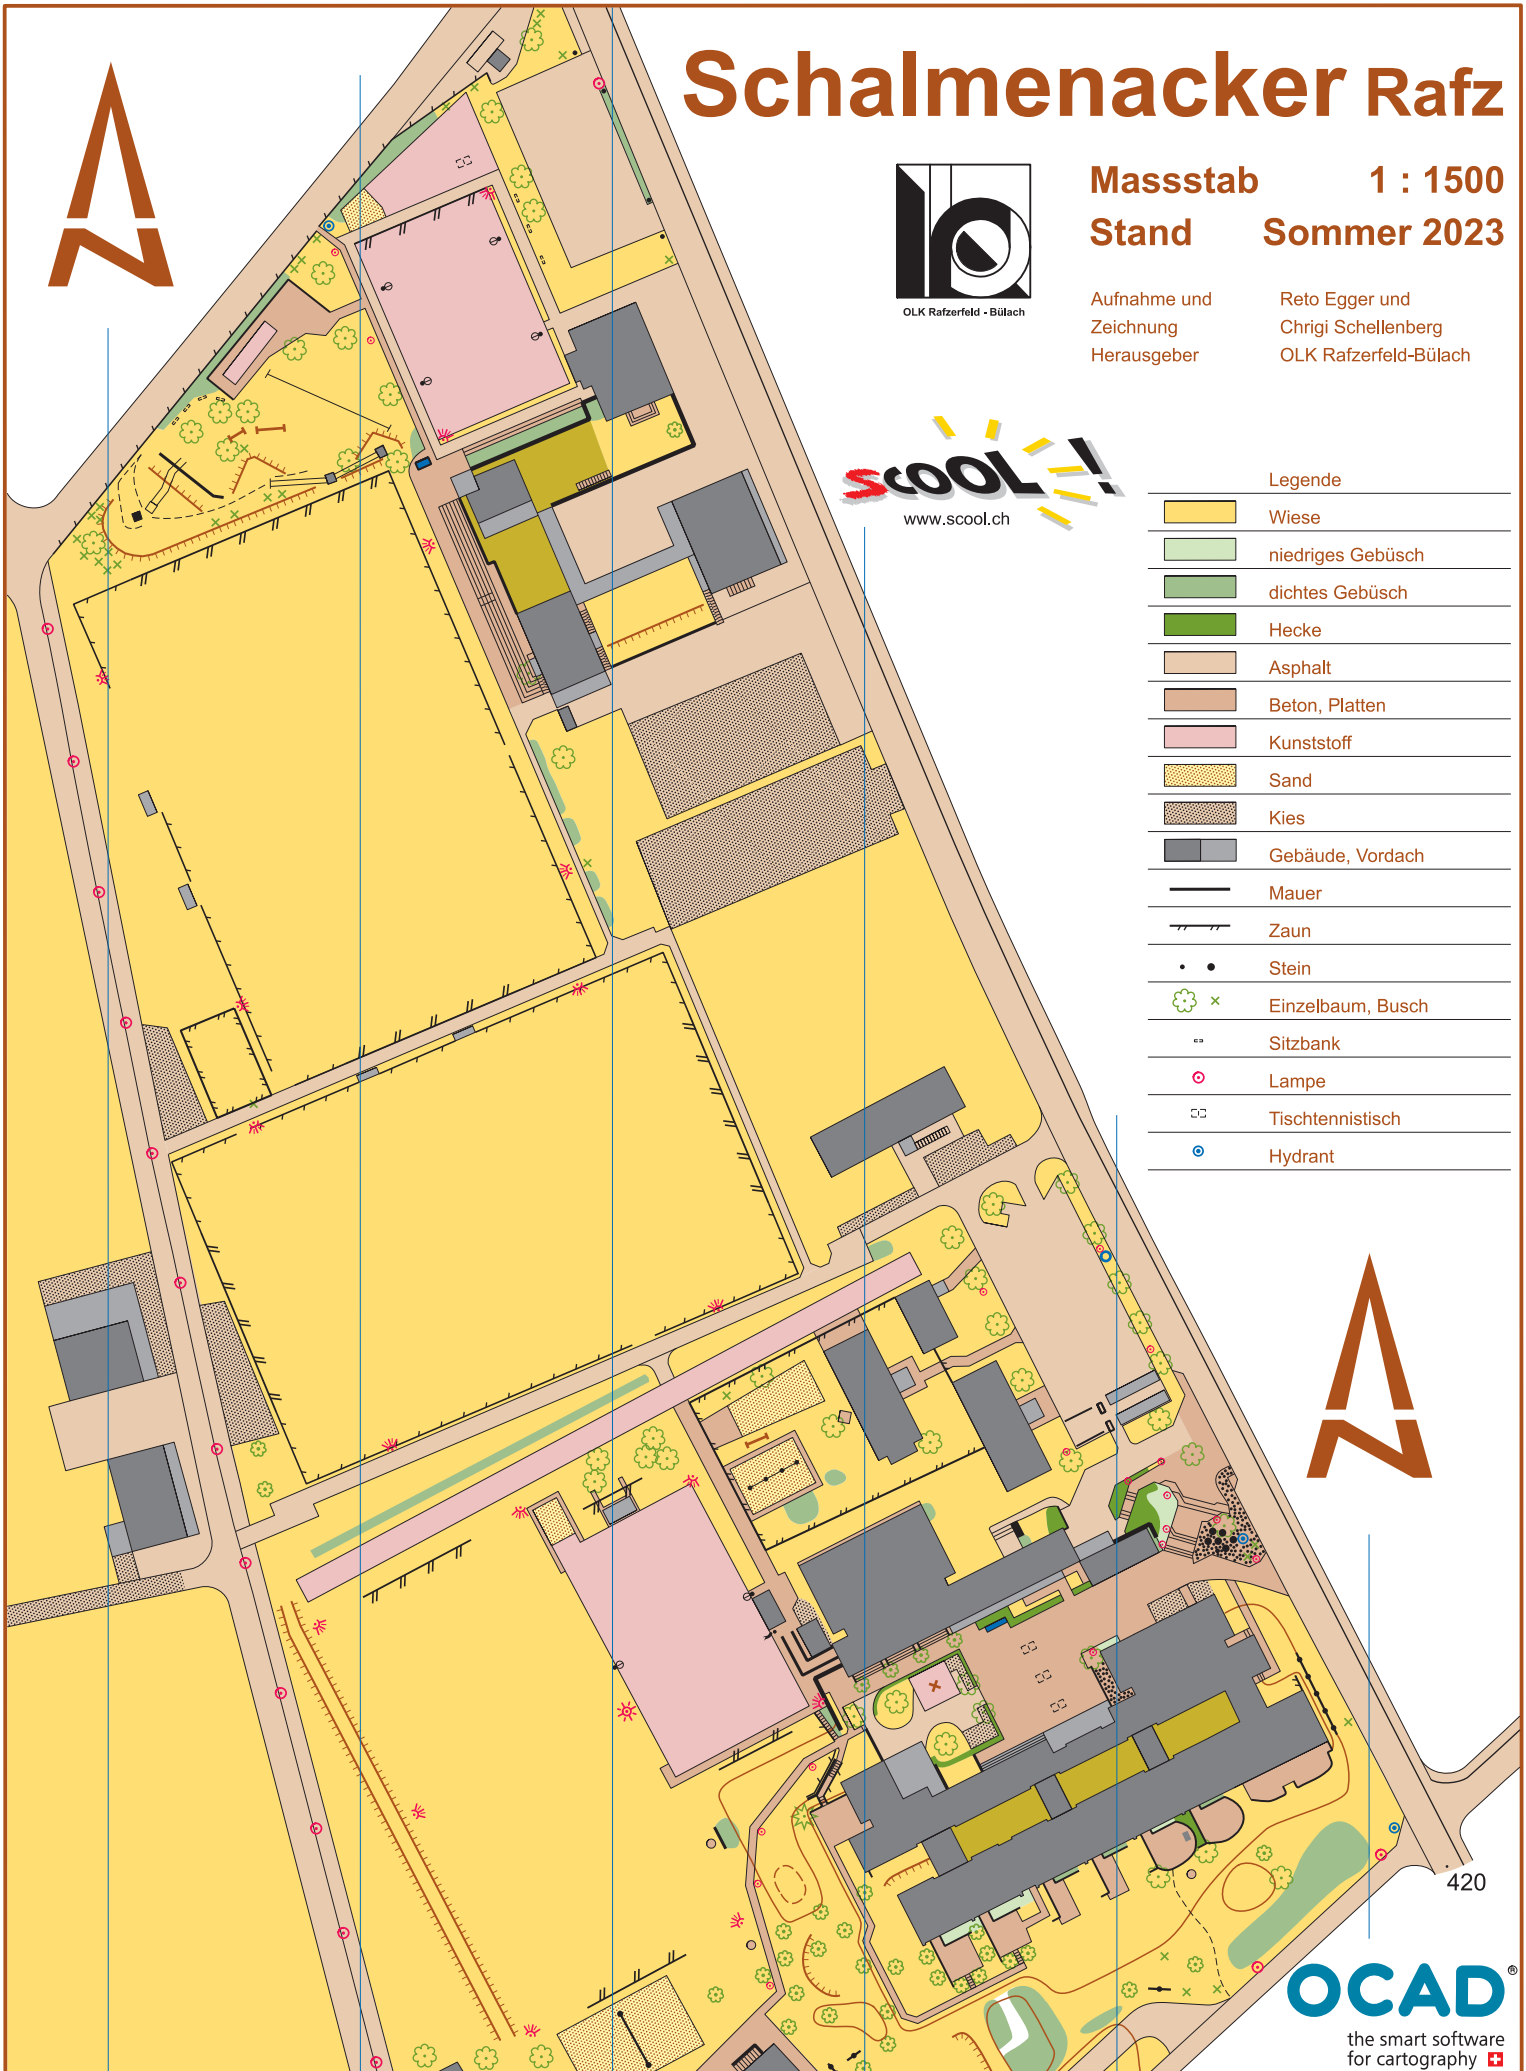 Schalmenacker Rafz
Massstab 1 : 1500
Stand Sommer 2023
OLK Rafzerfeld - Bülach
Aufnahme und Reto Egger und
Zeichnung Chrigi Schellenberg
Herausgeber OLK Rafzerfeld-Bülach
scool!
www.scool.ch
Legende
Wiese
niedriges Gebüsch
dichtes Gebüsch
Hecke
Asphalt
Beton, Platten
Kunststoff
Sand
Kies
Gebäude, Vordach
Mauer
Zaun
Stein
Einzelbaum, Busch
Sitzbank
Lampe
Tischtennistisch
Hydrant
420
OCAD®
the smart software
for cartography